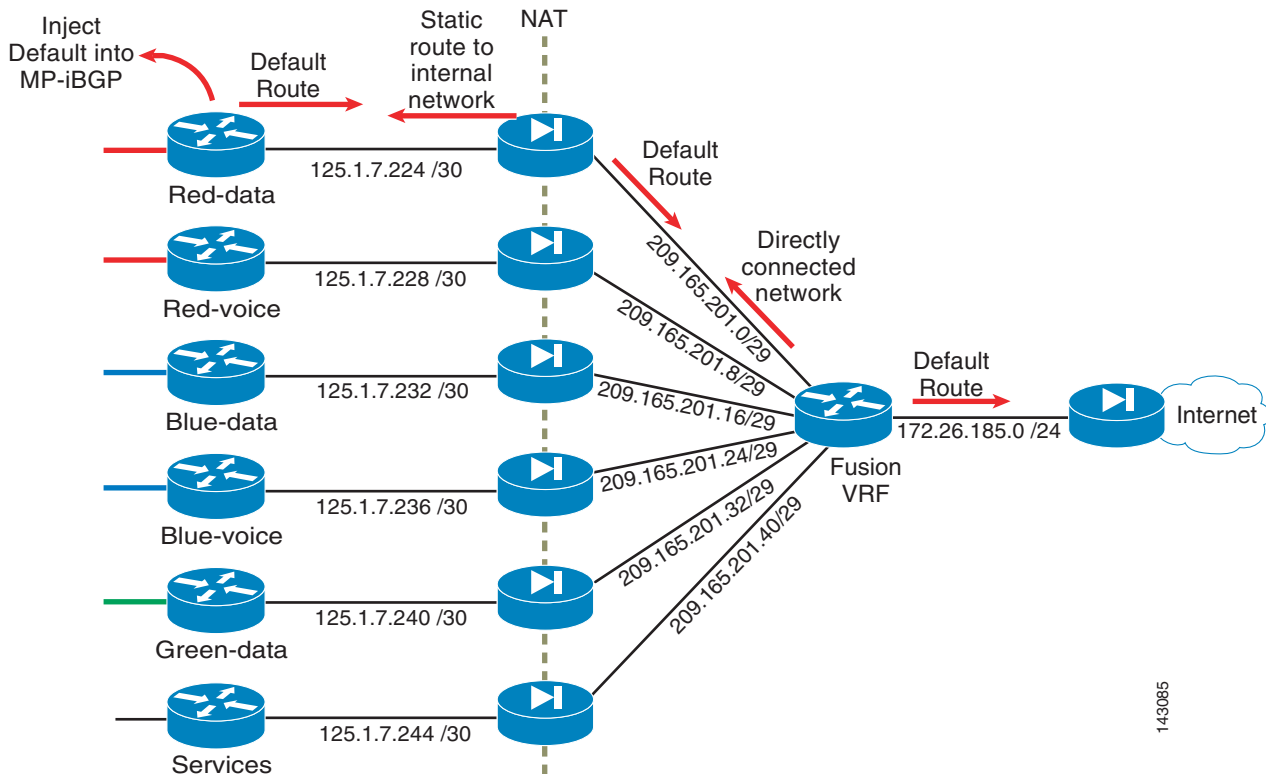 Inject
Default into
MP-iBGP
Default
Route
Static
route to
internal
network
NAT
Default
Route
Directly
connected
network
125.1.7.224 /30
Red-data
209.165.201.0/29
125.1.7.228 /30
Red-voice
209.165.201.8/29
125.1.7.232 /30
Blue-data
209.165.201.16/29
Default
Route
172.26.185.0 /24
Internet
Fusion
VRF
209.165.201.24/29
125.1.7.236 /30
Blue-voice
209.165.201.32/29
125.1.7.240 /30
Green-data
209.165.201.40/29
125.1.7.244 /30
Services
143085